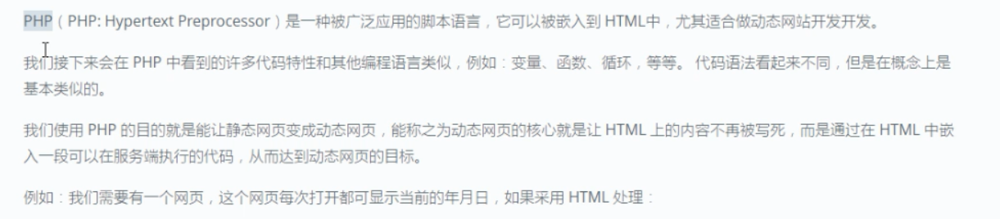 PHP（PHP: Hypertext Preprocessor）是一种被广泛应用的脚本语言，它可以被嵌入到 HTML中，尤其适合做动态网站开发开发。
我们接下来会在 PHP 中看到的许多代码特性和其他编程语言类似，例如：变量、函数、循环，等等。 代码语法看起来不同，但是在概念上是
基本类似的。
我们使用 PHP 的目的就是能让静态网页变成动态网页，能称之为动态网页的核心就是让 HTML 上的内容不再被写死，而是通过在 HTML 中嵌
入一段可以在服务端执行的代码，从而达到动态网页的目标。
例如：我们需要有一个网页，这个网页每次打开都可显示当前的年月日，如果采用 HTML 处理：